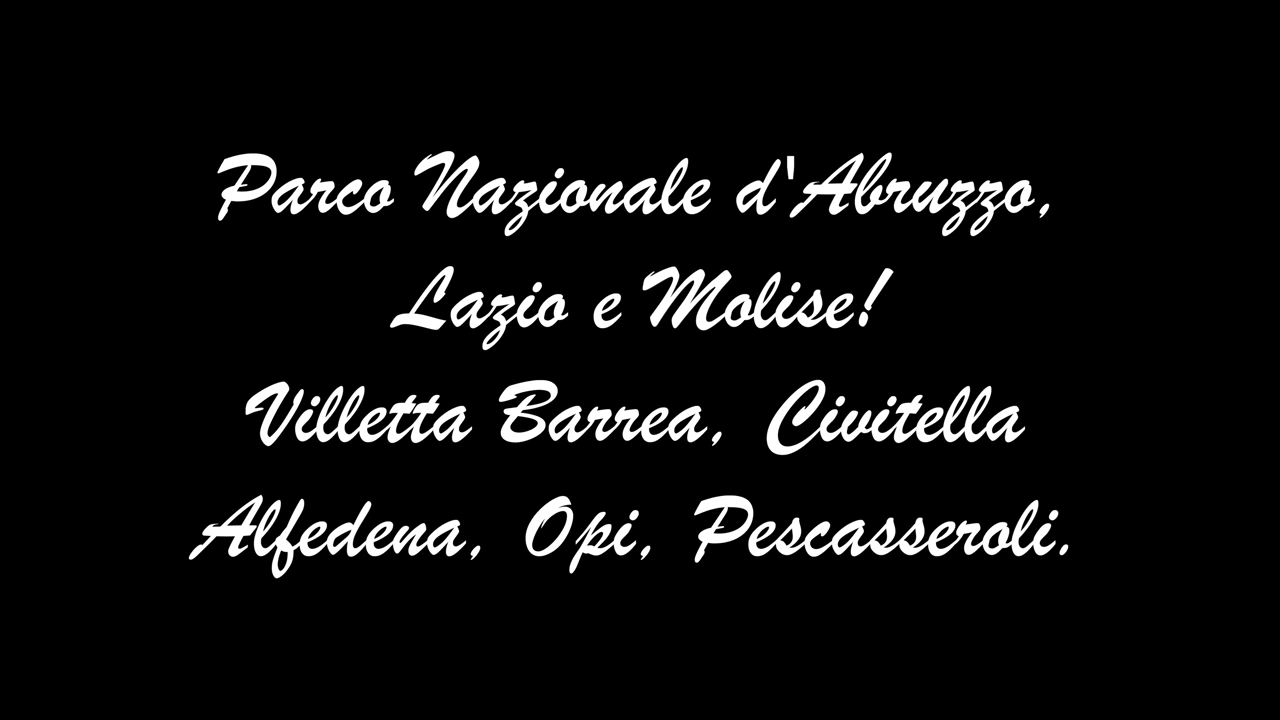 Parco Nazionale d'Abruzzo,
Lazio e Molise!
Villetta Barrea, Civitella
Alfedena, Opi, Pescasseroli.